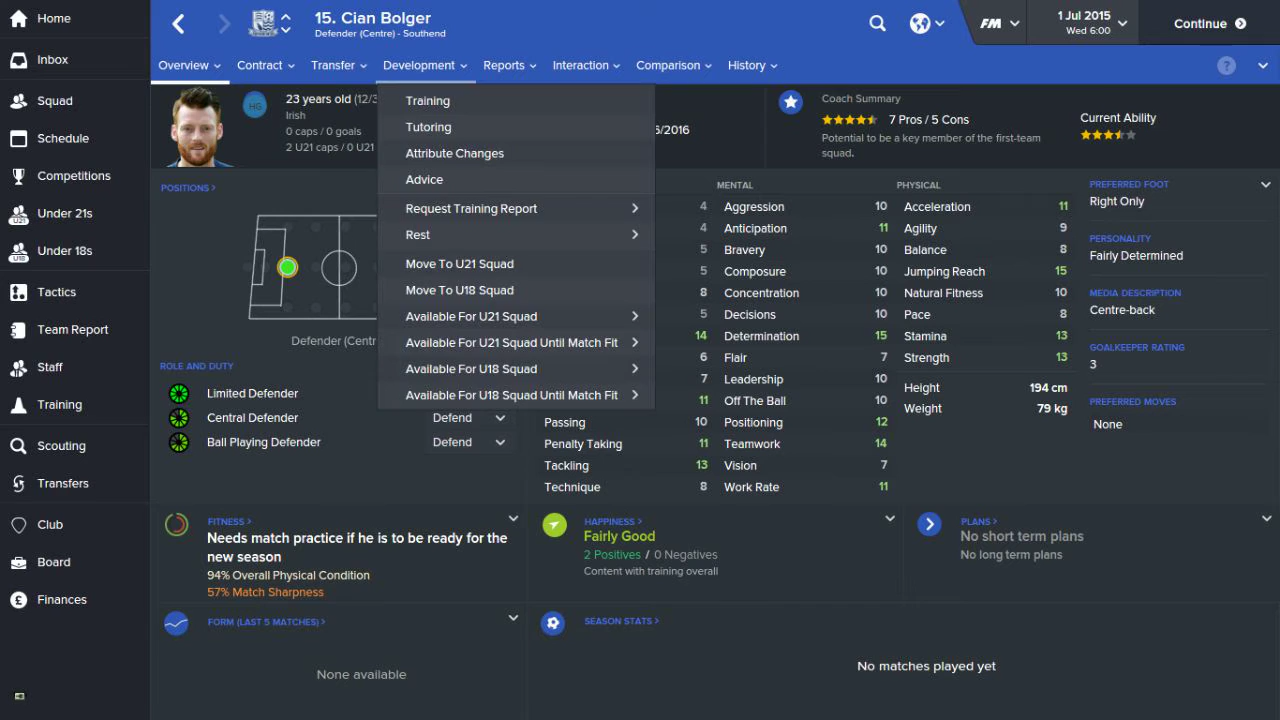 Home
Inbox
Squad
Schedule
Competitions
Under 21s
Under 18s
Tactics
Team Report
Staff
Training
Scouting
Transfers
Club
Board
Finances
15. Cian Bolger
Defender (Centre) - Southend
FM
1 Jul 2015
Wed 6:00
Continue
Overview
Contract
Transfer
Development
Reports
Interaction
Comparison
History
?
HG
23 years old (12/3
Irish
0 caps / 0 goals
2 U21 caps / 0 U21
Training
Tutoring
Attribute Changes
Advice
Request Training Report
Rest
Move To U21 Squad
Move To U18 Squad
Available For U21 Squad
Available For U21 Squad Until Match Fit
Available For U18 Squad
Available For U18 Squad Until Match Fit
6/2016
Coach Summary
7 Pros / 5 Cons
Potential to be a key member of the first-team
squad.
Current Ability
POSITIONS >
Defender (Centr
ROLE AND DUTY
Limited Defender
Central Defender Defend
Ball Playing Defender Defend
4
4
5
5
8
5
14
6
7
11
Passing 10
Penalty Taking 11
Tackling 13
Technique 8
MENTAL
Aggression 10
Anticipation 11
Bravery 10
Composure 10
Concentration 10
Decisions 10
Determination 15
Flair 7
Leadership 10
Off The Ball 10
Positioning 12
Teamwork 14
Vision 7
Work Rate 11
PHYSICAL
Acceleration 11
Agility 9
Balance 8
Jumping Reach 15
Natural Fitness 10
Pace 8
Stamina 13
Strength 13
Height 194 cm
Weight 79 kg
PREFERRED FOOT
Right Only
PERSONALITY
Fairly Determined
MEDIA DESCRIPTION
Centre-back
GOALKEEPER RATING
3
PREFERRED MOVES
None
FITNESS >
Needs match practice if he is to be ready for the
new season
94% Overall Physical Condition
57% Match Sharpness
HAPPINESS >
Fairly Good
2 Positives / 0 Negatives
Content with training overall
PLANS >
No short term plans
No long term plans
FORM (LAST 5 MATCHES) >
None available
SEASON STATS >
No matches played yet